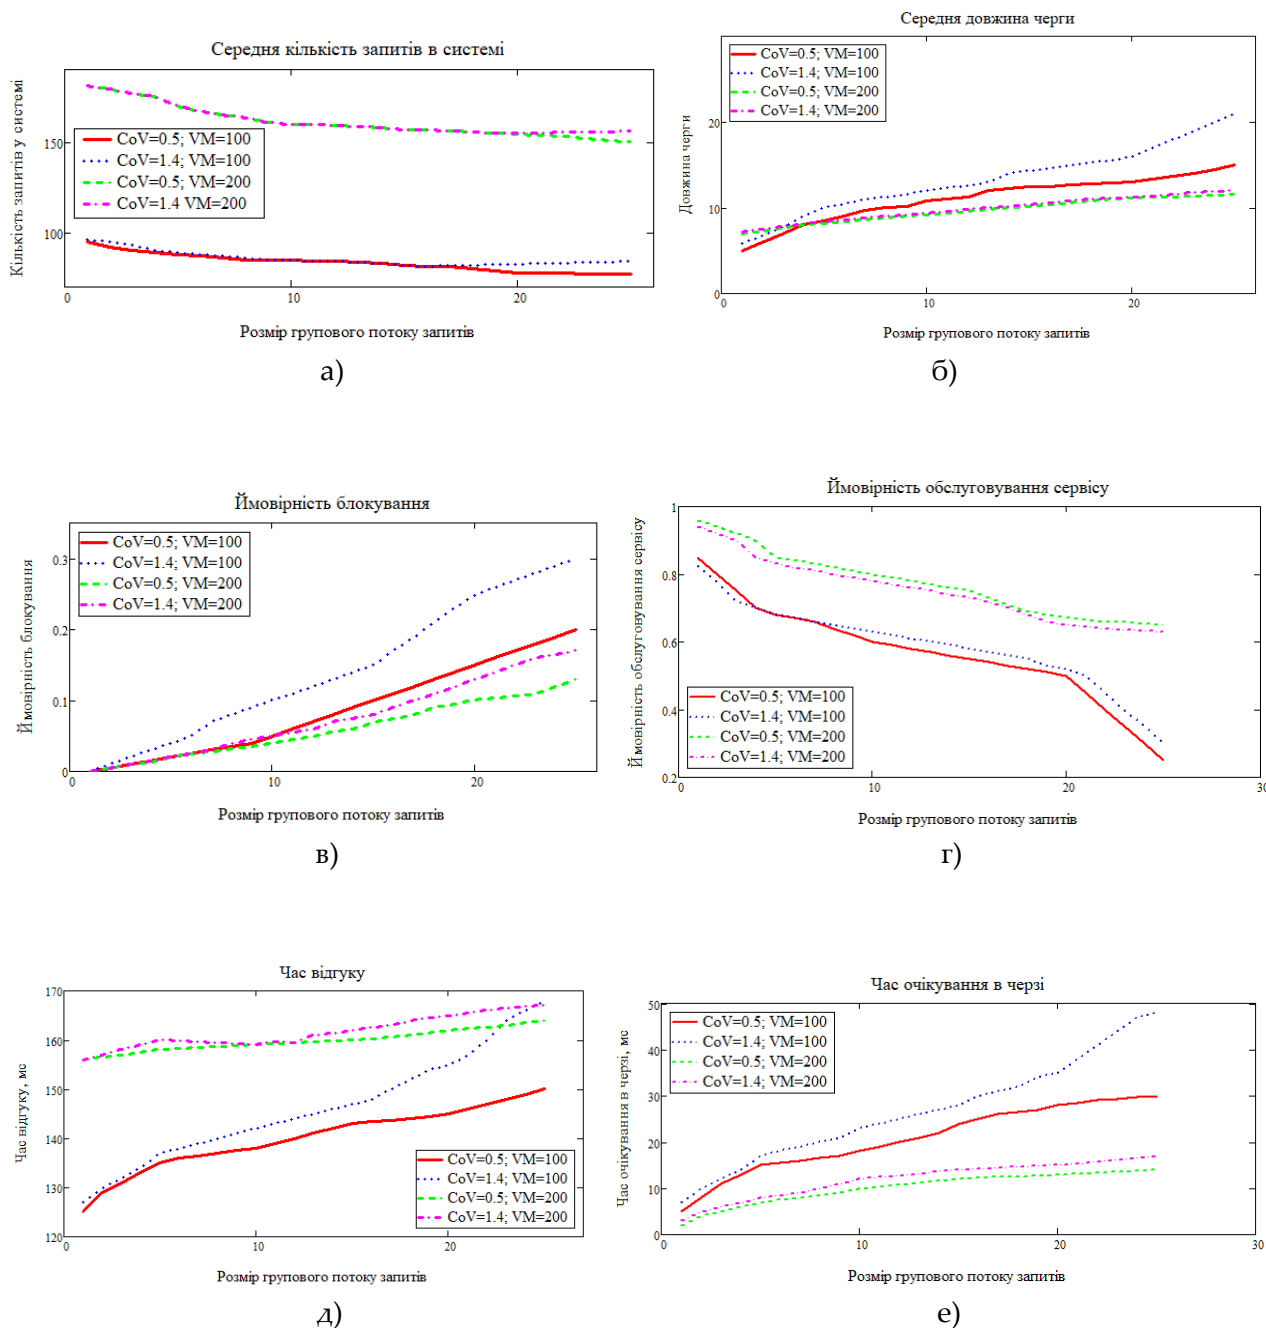 Середня кількість запитів в системі
Кількість запитів у системі
150
100
CoV=0.5; VM=100
CoV=1.4; VM=100
CoV=0.5; VM=200
CoV=1.4 VM=200
0
10
20
Розмір групового потоку запитів
а)
Середня довжина черги
Довжина черги
20
10
0
CoV=0.5; VM=100
CoV=1.4; VM=100
CoV=0.5; VM=200
CoV=1.4; VM=200
0
10
20
Розмір групового потоку запитів
б)
Ймовірність блокування
Ймовірність блокування
0.3
0.2
0.1
0
CoV=0.5; VM=100
CoV=1.4; VM=100
CoV=0.5; VM=200
CoV=1.4; VM=200
0
10
20
Розмір групового потоку запитів
в)
Ймовірність обслуговування сервісу
Ймовірність обслуговування сервісу
1
0.8
0.6
0.4
0.2
CoV=0.5; VM=100
CoV=1.4; VM=100
CoV=0.5; VM=200
CoV=1.4; VM=200
0
10
20
30
Розмір групового потоку запитів
г)
Час відгуку
Час відгуку, мс
170
160
150
140
130
120
CoV=0.5; VM=100
CoV=1.4; VM=100
CoV=0.5; VM=200
CoV=1.4; VM=200
0
10
20
Розмір групового потоку запитів
д)
Час очікування в черзі
Час очікування в черзі, мс
50
40
30
20
10
0
CoV=0.5; VM=100
CoV=1.4; VM=100
CoV=0.5; VM=200
CoV=1.4; VM=200
0
10
20
30
Розмір групового потоку запитів
е)